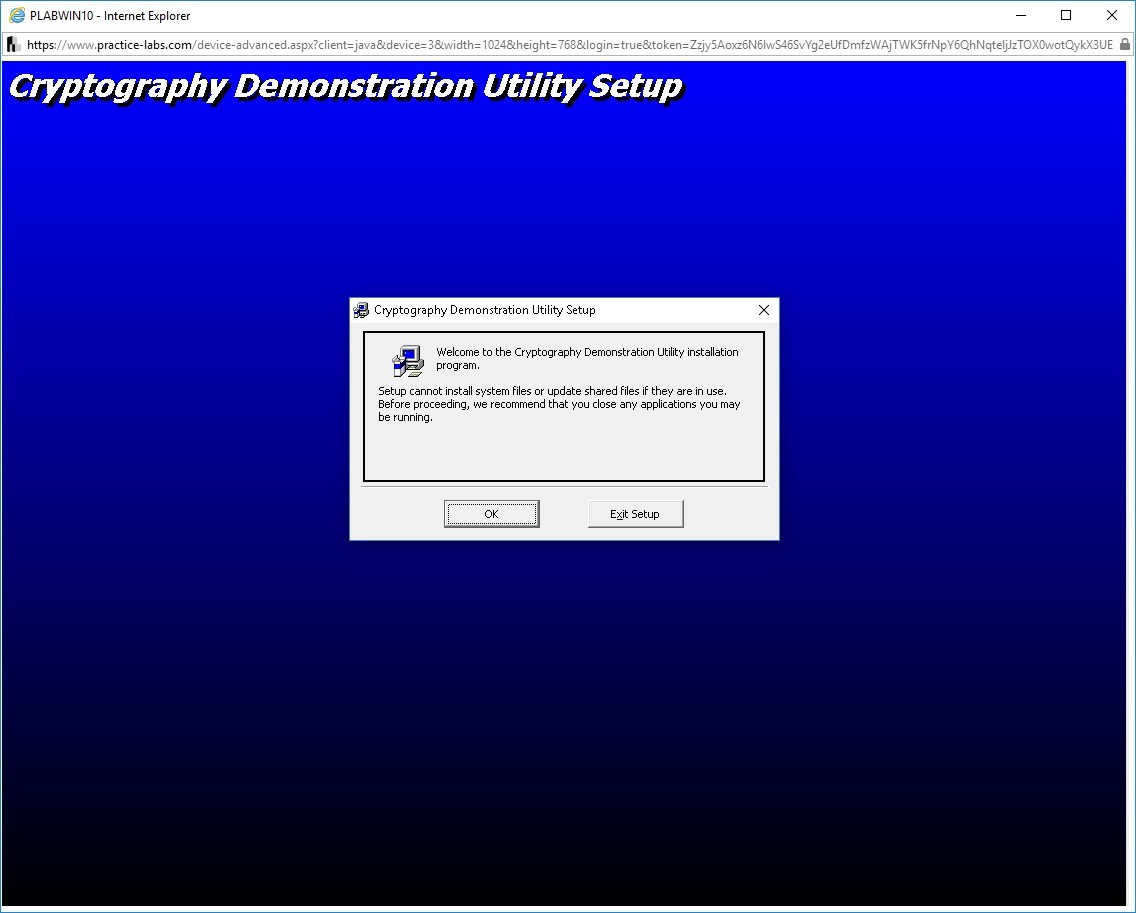 PLABWIN10 - Internet Explorer
https://www.practice-labs.com/device-advanced.aspx?client=java&device=3&width=1024&height=768&login=true&token=
Cryptography Demonstration Utility Setup
Cryptography Demonstration Utility Setup
Welcome to the Cryptography Demonstration Utility installation
program.
Setup cannot install system files or update shared files if they are in use.
Before proceeding, we recommend that you close any applications you may
be running.
OK
Exit Setup